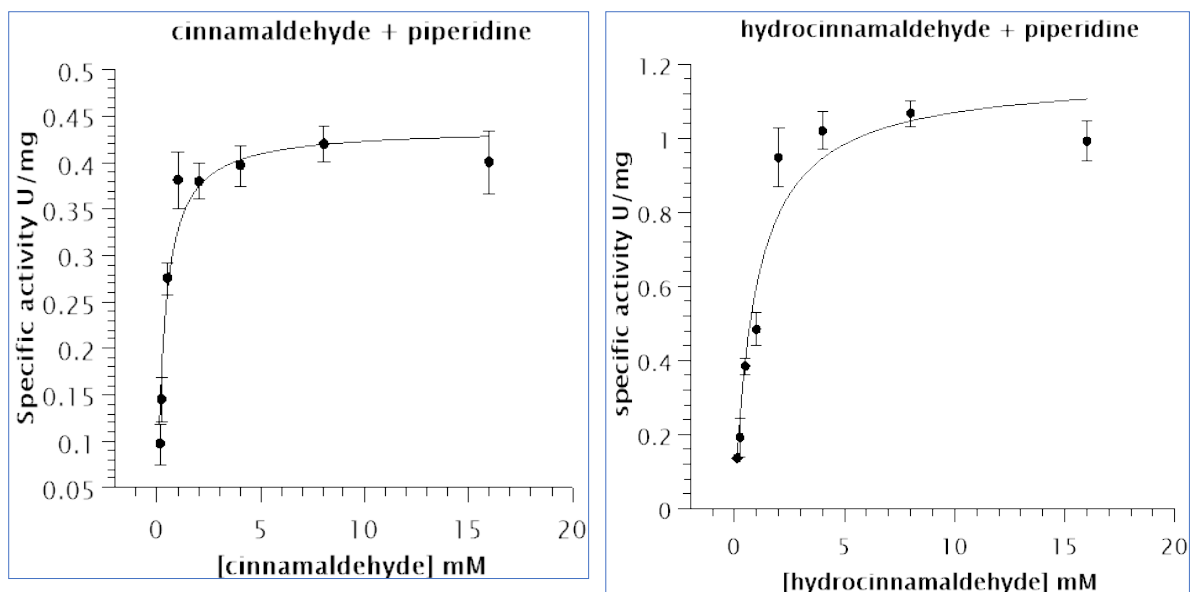 cinnamaldehyde + piperidine
Specific activity U/mg
0.5
0.45
0.4
0.35
0.3
0.25
0.2
0.15
0.1
0.05
0 5 10 15 20
[cinnamaldehyde] mM
hydrocinnamaldehyde + piperidine
specific activity U/mg
1.2
1
0.8
0.6
0.4
0.2
0
0 5 10 15 20
[hydrocinnamaldehyde] mM